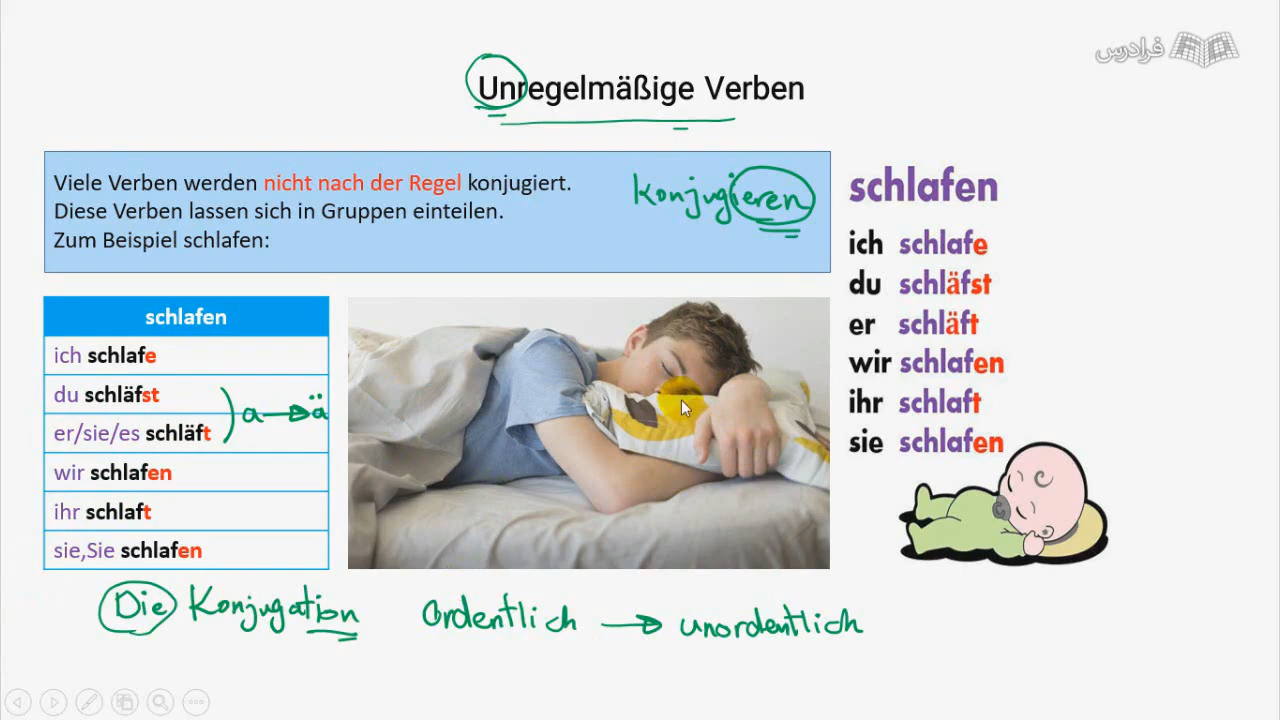 فرادرس
Unregelmäßige Verben
Viele Verben werden nicht nach der Regel konjugiert.
Diese Verben lassen sich in Gruppen einteilen.
Zum Beispiel schlafen:
konjugieren
schlafen
ich schlafe
du schläfst
er/sie/es schläft
wir schlafen
ihr schlaft
sie,Sie schlafen
a → ä
schlafen
ich schlafe
du schläfst
er schläft
wir schlafen
ihr schlaft
sie schlafen
Die Konjugation
Ordentlich → unordentlich